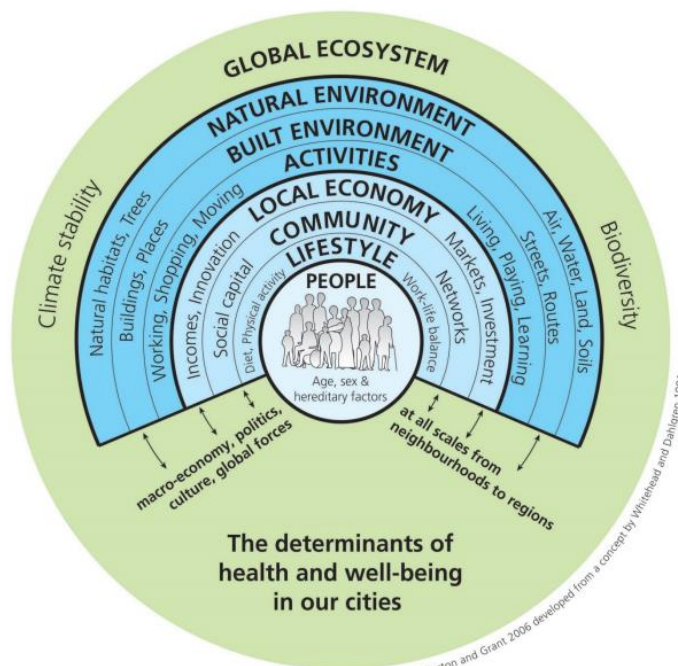 GLOBAL ECOSYSTEM
NATURAL ENVIRONMENT
BUILT ENVIRONMENT
ACTIVITIES
LOCAL ECONOMY
COMMUNITY
LIFESTYLE
PEOPLE
Age, sex &
hereditary factors
Climate stability
Natural habitats, Trees
Buildings, Places
Working, Shopping, Moving
Incomes, Innovation
Social capital
Diet, Physical activity
Work-life balance
Networks
Markets, Investment
Living, Playing, Learning
Streets, Routes
Air, Water, Land, Soils
Biodiversity
macro-economy, politics,
culture, global forces
at all scales from
neighbourhoods to regions
The determinants of
health and well-being
in our cities
and Grant 2006 developed from a concept by Whitehead and Dahlgren